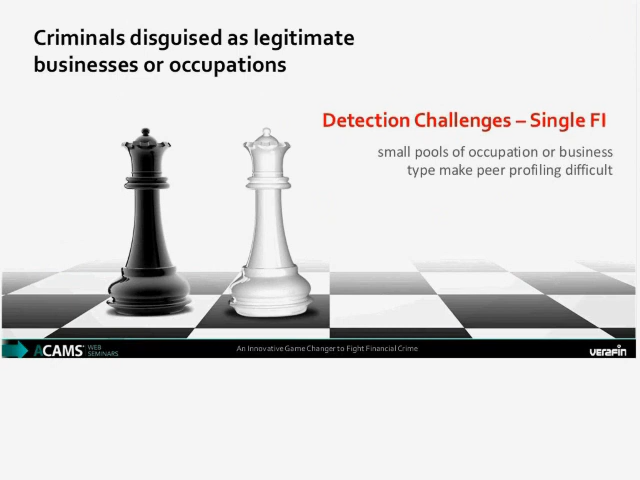 Criminals disguised as legitimate
businesses or occupations
Detection Challenges – Single FI
small pools of occupation or business
type make peer profiling difficult
ACAMS WEB
SEMINARS
An Innovative Game Changer to Fight Financial Crime
verafin